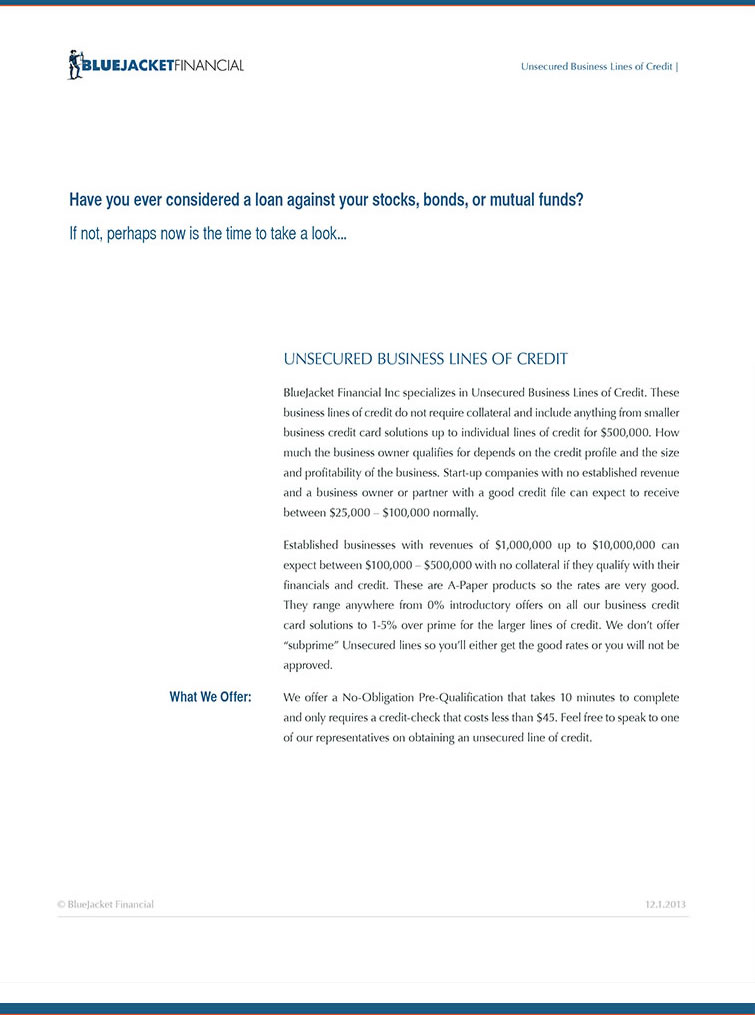 BLUEJACKETFINANCIAL
Unsecured Business Lines of Credit |
Have you ever considered a loan against your stocks, bonds, or mutual funds?
If not, perhaps now is the time to take a look...
UNSECURED BUSINESS LINES OF CREDIT
BlueJacket Financial Inc specializes in Unsecured Business Lines of Credit. These
business lines of credit do not require collateral and include anything from smaller
business credit card solutions up to individual lines of credit for $500,000. How
much the business owner qualifies for depends on the credit profile and the size
and profitability of the business. Start-up companies with no established revenue
and a business owner or partner with a good credit file can expect to receive
between $25,000 – $100,000 normally.
Established businesses with revenues of $1,000,000 up to $10,000,000 can
expect between $100,000 – $500,000 with no collateral if they qualify with their
financials and credit. These are A-Paper products so the rates are very good.
They range anywhere from 0% introductory offers on all our business credit
card solutions to 1-5% over prime for the larger lines of credit. We don't offer
“subprime” Unsecured lines so you'll either get the good rates or you will not be
approved.
What We Offer:
We offer a No-Obligation Pre-Qualification that takes 10 minutes to complete
and only requires a credit-check that costs less than $45. Feel free to speak to one
of our representatives on obtaining an unsecured line of credit.
© BlueJacket Financial
12.1.2013